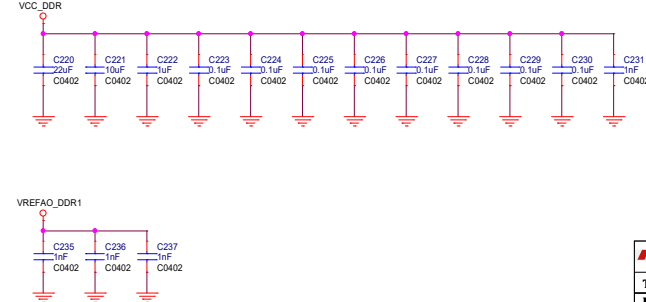 VCC_DDR
C220 C221 C222 C223 C224 C225 C226 C227 C228 C229 C230 C231
22uF 10uF 1uF 0.1uF 0.1uF 0.1uF 0.1uF 0.1uF 0.1uF 0.1uF 0.1uF 1nF
C0402 C0402 C0402 C0402 C0402 C0402 C0402 C0402 C0402 C0402 C0402 C0402
VREFAO_DDR1
C235 C236 C237
1nF 1nF 1nF
C0402 C0402 C0402